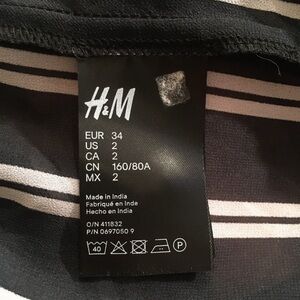 H&M
EUR 34
US 2
CA 2
CN 160/80A
MX 2
Made in India
Fabriqué en Inde
Hecho en India
O/N 411832
P/N 0697050 9
40 P